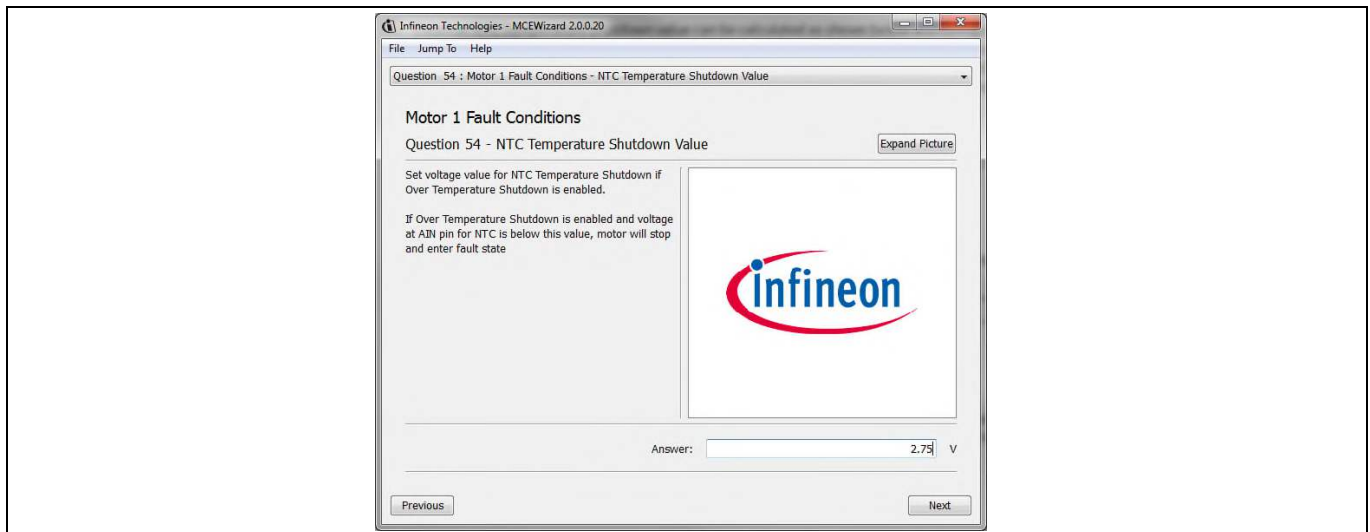 Infineon Technologies - MCEWizard 2.0.0.20
File Jump To Help
Question 54 : Motor 1 Fault Conditions - NTC Temperature Shutdown Value
Motor 1 Fault Conditions
Question 54 - NTC Temperature Shutdown Value
Expand Picture
Set voltage value for NTC Temperature Shutdown if
Over Temperature Shutdown is enabled.
If Over Temperature Shutdown is enabled and voltage
at AIN pin for NTC is below this value, motor will stop
and enter fault state
infineon
Answer: 2.75 V
Previous Next